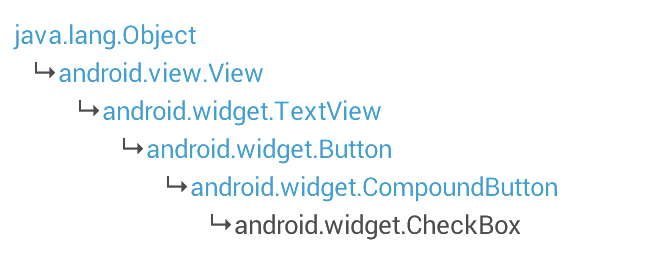 java.lang.Object
↳android.view.View
↳android.widget.TextView
↳android.widget.Button
↳android.widget.CompoundButton
↳android.widget.CheckBox